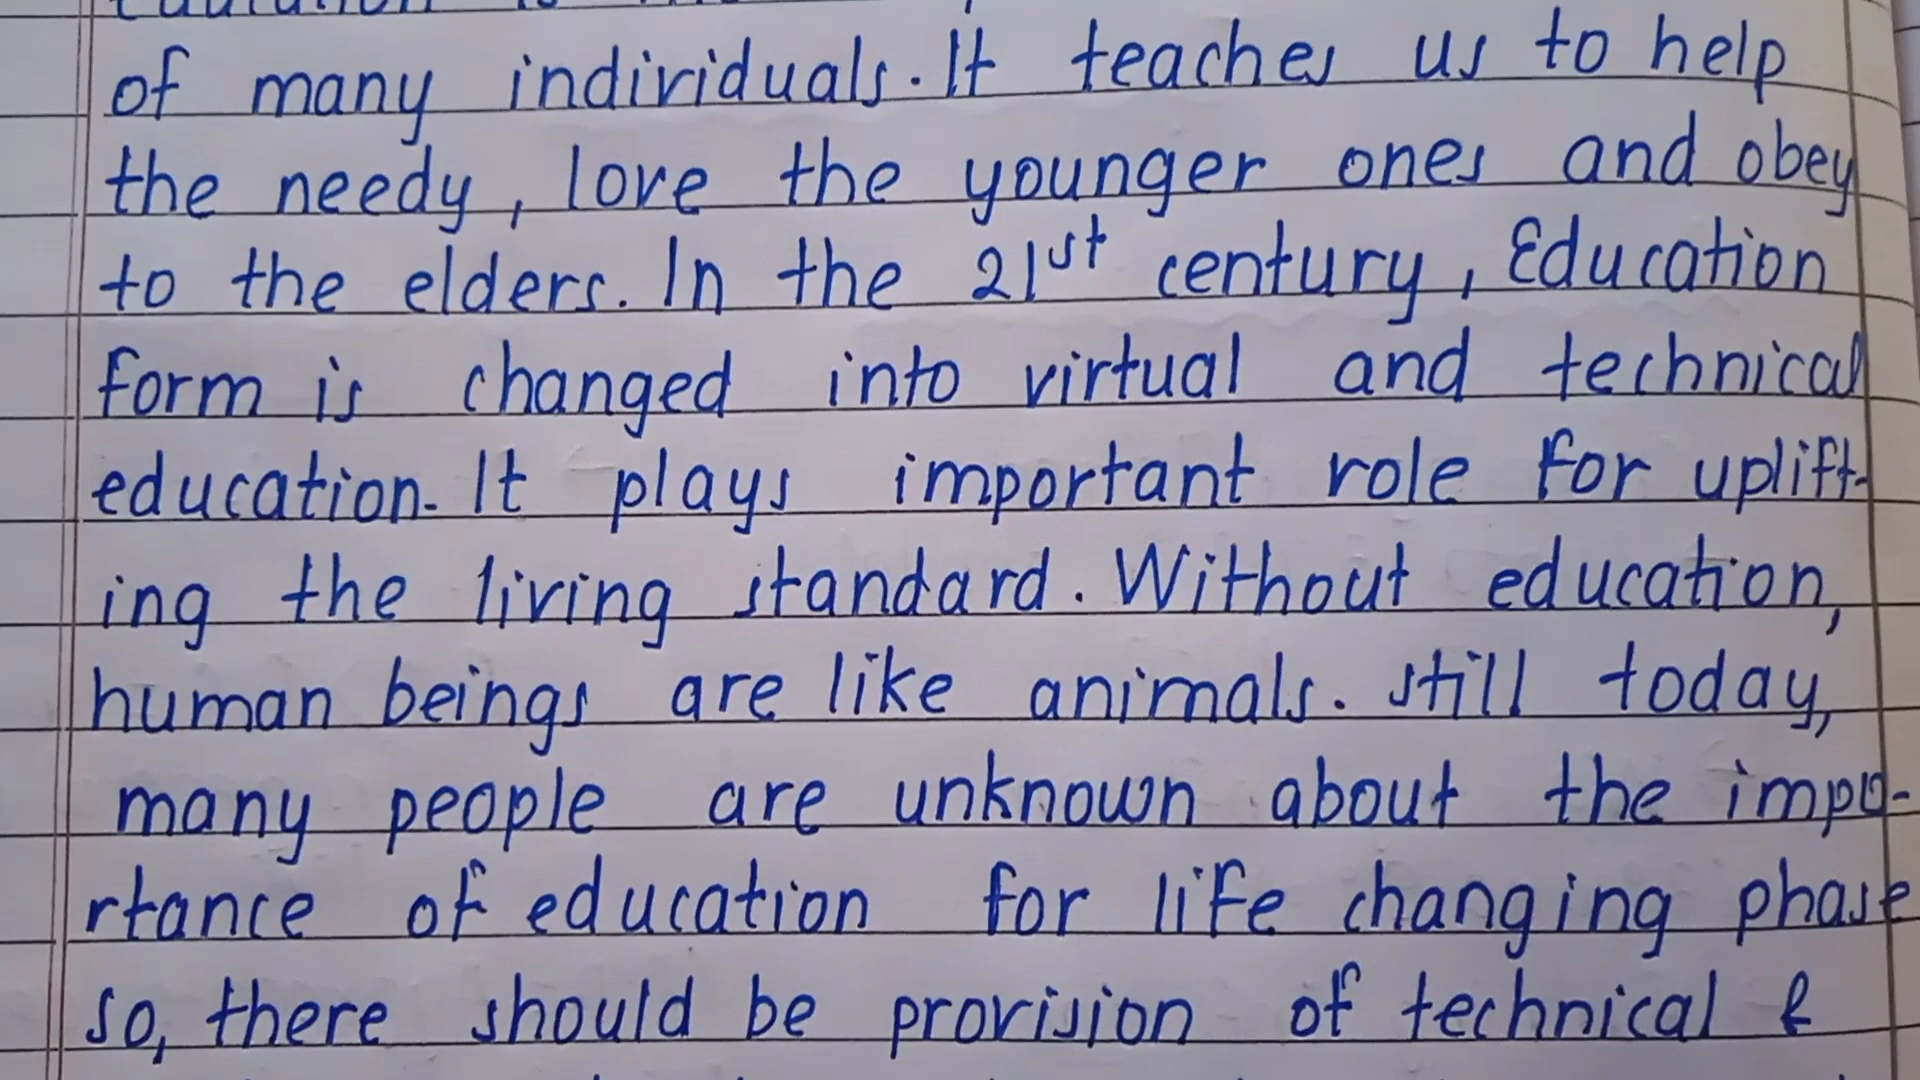 of many individuals. It teaches us to help
the needy, love the younger ones and obey
to the elders. In the 21st century, Education
form is changed into virtual and technical
education. It plays important role for uplift-
ing the living standard. Without education,
human beings are like animals. still today,
many people are unknown about the impo-
rtance of education for life changing phase
so, there should be provision of technical &